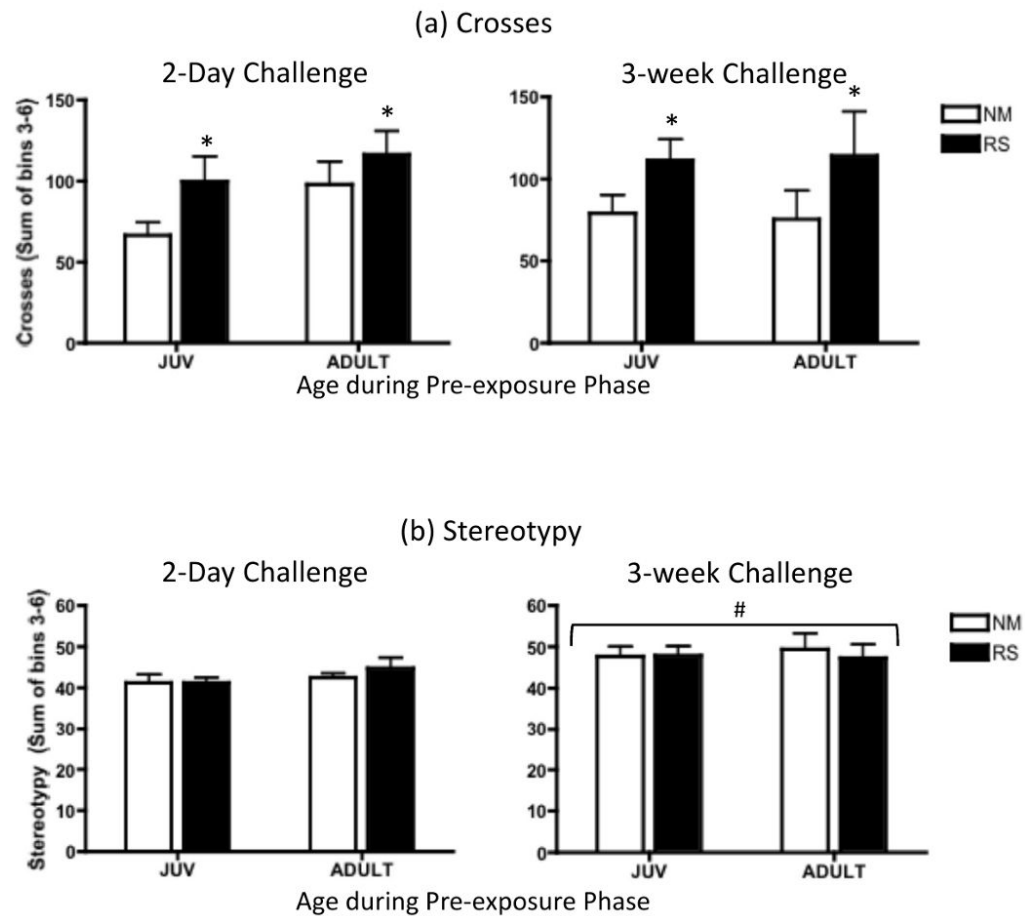 (a) Crosses
2-Day Challenge
3-week Challenge
*
*
*
*
NM
RS
Crosses (Sum of bins 3-6)
150
100
50
0
150
100
50
0
JUV
ADULT
JUV
ADULT
Age during Pre-exposure Phase
(b) Stereotypy
2-Day Challenge
3-week Challenge
#
NM
RS
Stereotypy (Sum of bins 3-6)
60
50
40
30
20
10
0
60
50
40
30
20
10
0
JUV
ADULT
JUV
ADULT
Age during Pre-exposure Phase